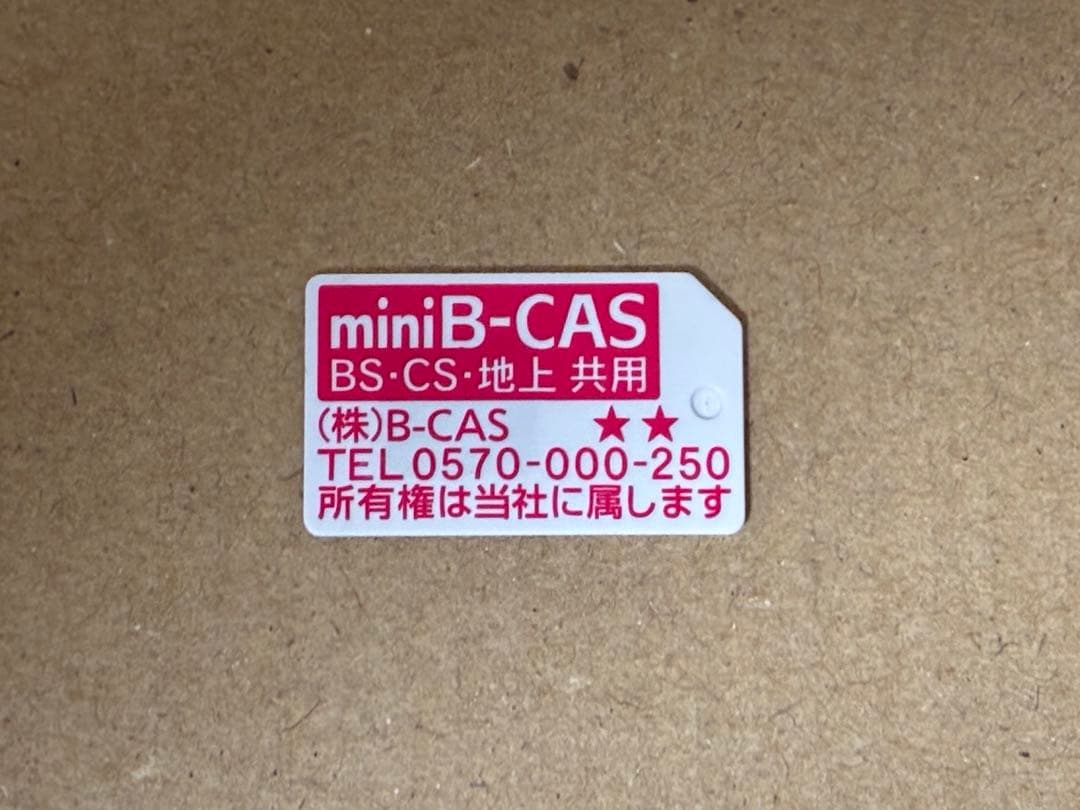 miniB-CAS
BS・CS・地上 共用
(株)B-CAS ★★
TEL 0570-000-250
所有権は当社に属します